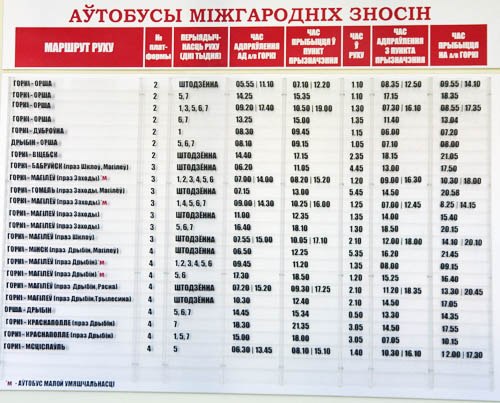 АЎТОБУСЫ МІЖГАРОДНІХ ЗНОСІН
МАРШРУТ РУХУ № ПЛАТ-ФОРМЫ ПЕРЫЯДЫЧ-НАСЦЬ РУХУ (ДНІ ТЫДНЯ) ЧАС АДПРАЎЛЕННЯ АД а/п ГОРКІ ЧАС ПРЫБЫЦЦЯ Ў ПУНКТ ПРЫЗНАЧЭННЯ ЧАС Ў РУХУ ЧАС АДПРАЎЛЕННЯ З ПУНКТА ПРЫЗНАЧЭННЯ ЧАС ПРЫБЫЦЦЯ НА а/п ГОРКІ
ГОРКІ - ОРША 2 ШТОДЗЁННА 05.55 | 11.10 07.10 | 12.20 1.10 08.35 | 12.50 09.55 | 14.10
ГОРКІ - ОРША 2 ШТОДЗЁННА 14.25 15.35 1.10 17.15 18.35
ГОРКІ - ОРША 2 1, 3, 5, 6, 7 09.20 | 17.40 10.50 | 19.00 1.30 07.30 | 16.10 08.55 | 17.35
ГОРКІ - ОРША 2 6,7 13.25 15.00 1.35 11.40 13.04
ГОРКІ - ДУБРОЎНА 2 1 08.30 09.45 1.15 06.00 07.20
ДРЫБІН - ОРША 2 5, 6, 7 08.15 09.10 1.05 07.10 08.00
ГОРКІ - ВІЦЕБСК 2 ШТОДЗЁННА 14.40 17.15 2.35 18.15 21.05
ГОРКІ - БАБРУЙСК (праз Шклоў, Магілёў) 3 ШТОДЗЁННА 06.20 11.05 4.45 13.00 17.50
ГОРКІ - МАГІЛЁЎ (праз Заходы) 'м 3 1, 2, 3, 4, 5, 6 07.00 | 14.00 08.20 | 15.20 1.20 09.00 | 16.30 10.30 | 18.00
ГОРКІ - ГОМЕЛЬ (праз Заходы, Магілёў) 3 ШТОДЗЁННА 07.15 13.00 5.45 14.50 20.58
ГОРКІ - МАГІЛЁЎ (праз Заходы) 'м 3 1, 4, 5, 6, 7 09.00 | 14.30 10.25 | 16.00 1.25 07.00 | 12.45 8.25 | 14.15
ГОРКІ - МАГІЛЁЎ (праз Заходы) 3 ШТОДЗЁННА 11.00 12.35 1.35 14.00 15.40
ГОРКІ - МАГІЛЁЎ (праз Заходы) 3 5, 6, 7 16.40 18.10 1.30 18.50 20.15
ГОРКІ - МАГІЛЁЎ (праз Шклоў) 3 ШТОДЗЁННА 07.55 | 15.00 10.05 | 17.10 2.10 12.00 | 18.00 14.10 | 20.10
ГОРКІ - МІНСК (праз Дрыбін, Магілёў) 4 ШТОДЗЁННА 06.50 12.25 5.35 16.20 21.45
ГОРКІ - МАГІЛЁЎ (праз Дрыбін) 'м 4 1, 2, 3, 4, 5, 6 09.45 11.20 1.35 08.00 09.15
ГОРКІ - МАГІЛЁЎ (праз Дрыбін) 'м 4 5, 6 17.30 18.50 1.20 15.25 16.40
ГОРКІ - МАГІЛЁЎ (праз Дрыбін, Расна) 4 ШТОДЗЁННА 07.20 | 15.20 09.30 | 17.25 2.10 11.20 | 18.35 13.30 | 20.45
ГОРКІ - МАГІЛЁЎ (праз Дрыбін, Трылесіна) 4 ШТОДЗЁННА 10.30 12.40 2.10 14.50 17.05
ОРША - ДРЫБІН 4 5, 6, 7 14.45 15.34 0.50 13.30 14.35
ГОРКІ - КРАСНАПОЛЛЕ (праз Дрыбін) 4 7 18.30 21.35 3.05 14.50 17.55
ГОРКІ - КРАСНАПОЛЛЕ (праз Дрыбін) 4 1, 5 15.00 18.00 3.05 07.10 10.15
ГОРКІ - МСЦІСЛАЎЛЬ 4 5 06.30 | 13.45 08.10 | 15.10 1.40 10.30 | 16.10 12.00 | 17.30
'м - АЎТОБУС МАЛОЙ УМЯШЧАЛЬНАСЦІ